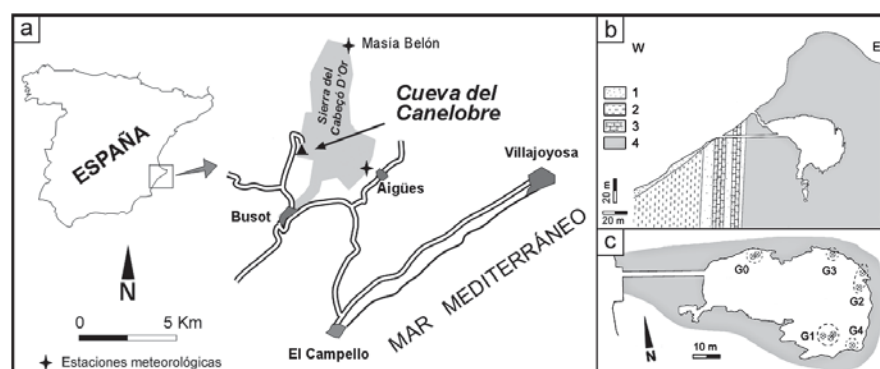 a
Masía Belón
Sierra del
Cabeçó D'Or
Cueva del
Canelobre
ESPAÑA
Villajoyosa
Aigües
Busot
MAR MEDITERRÁNEO
N
0 5 Km
El Campello
Estaciones meteorológicas
b
W E
1
2
3
4
20 m
20 m
c
G0
G3
G2
G1
G4
N
10 m